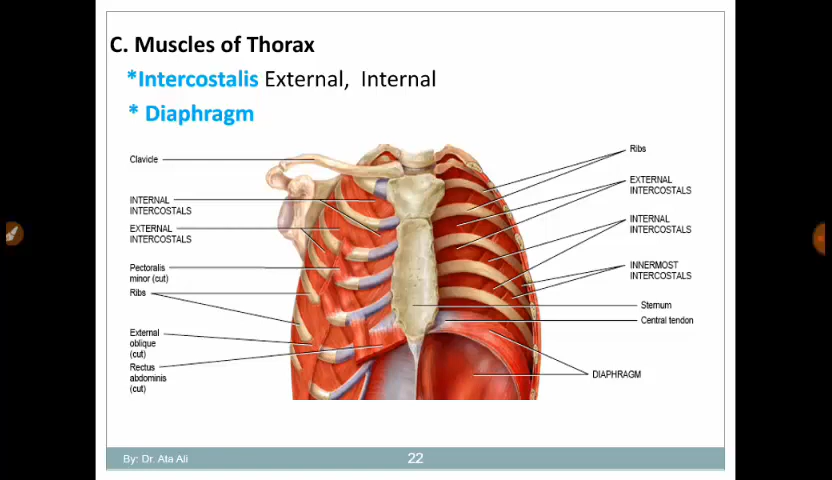 C. Muscles of Thorax
*Intercostalis External, Internal
* Diaphragm
Clavicle
INTERNAL
INTERCOSTALS
EXTERNAL
INTERCOSTALS
Pectoralis
minor (cut)
Ribs
External
oblique
(cut)
Rectus
abdominis
(cut)
Ribs
EXTERNAL
INTERCOSTALS
INTERNAL
INTERCOSTALS
INNERMOST
INTERCOSTALS
Sternum
Central tendon
DIAPHRAGM
By: Dr. Ata Ali
22